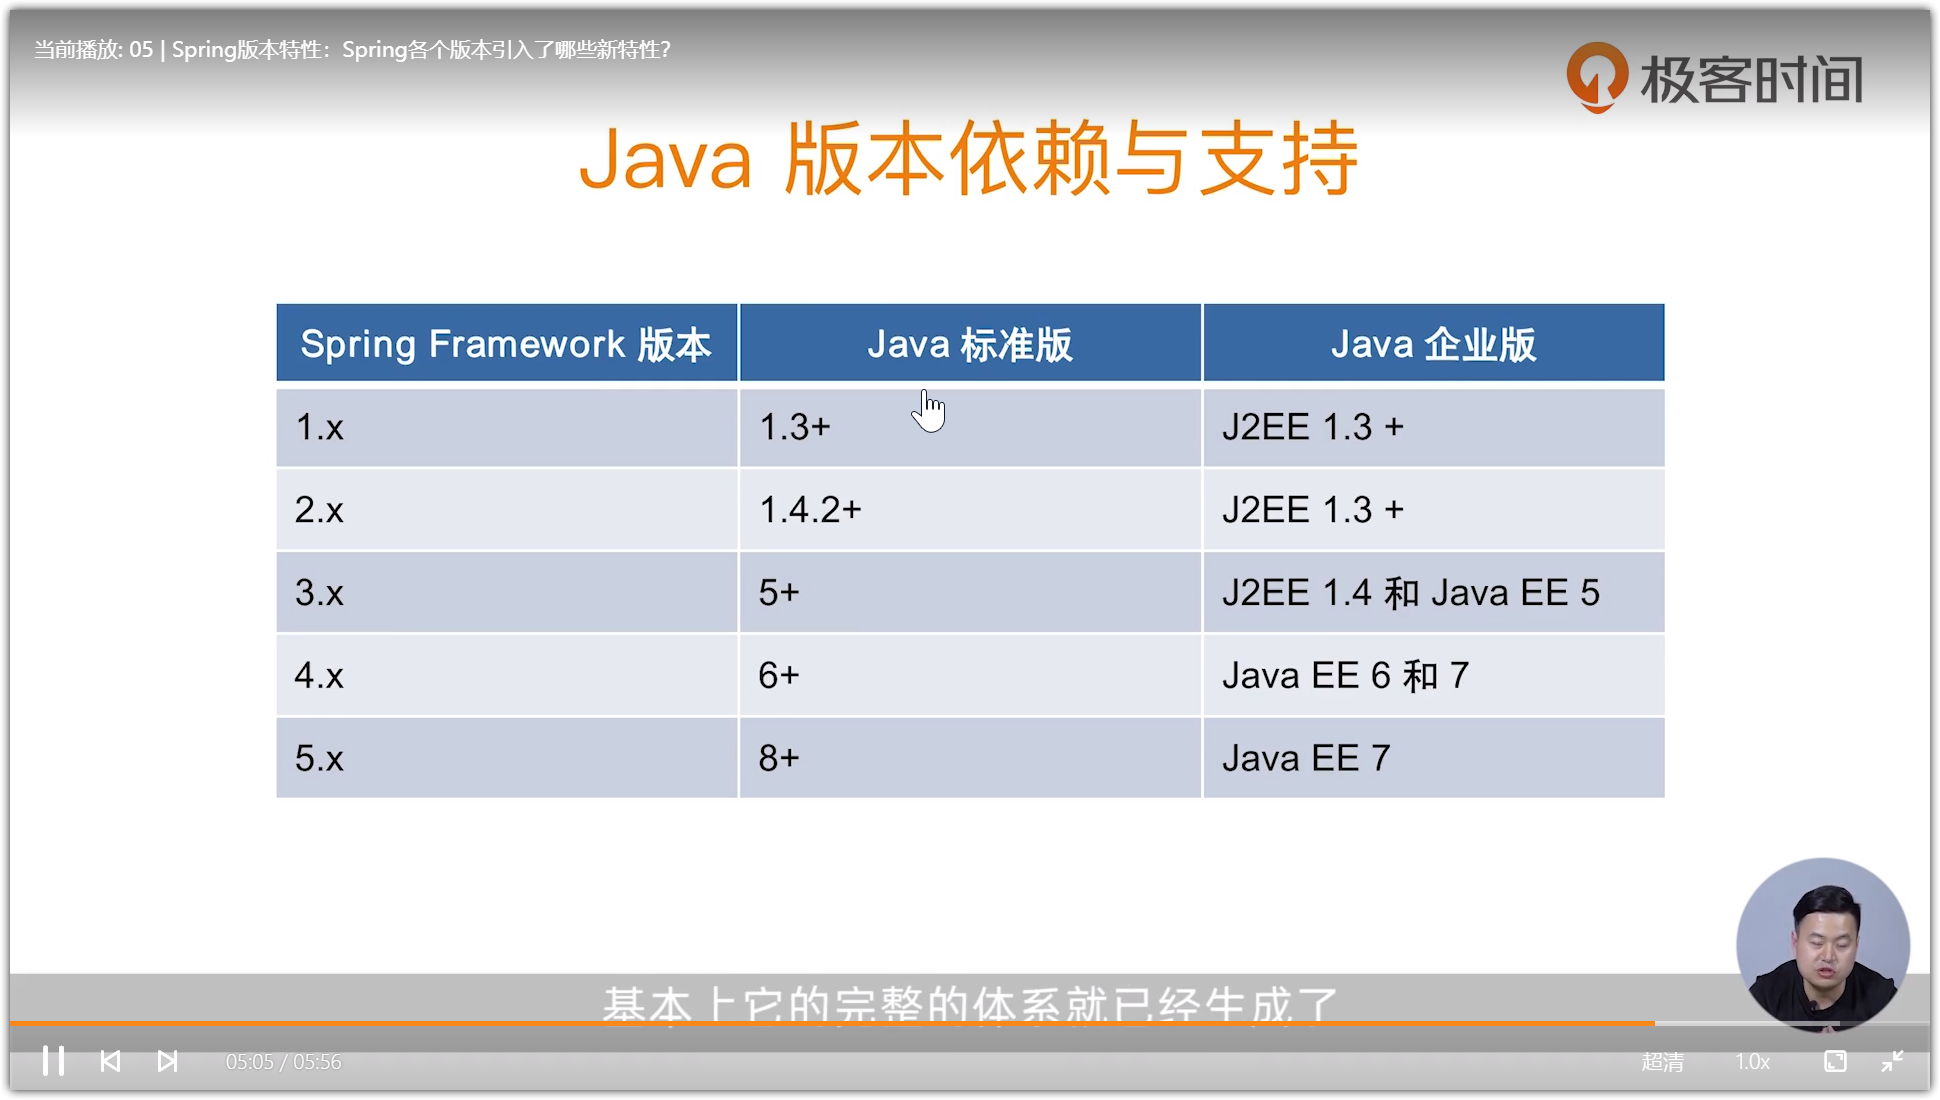 当前播放: 05 | Spring版本特性：Spring各个版本引入了哪些新特性？
极客时间
Java 版本依赖与支持
Spring Framework 版本 Java 标准版 Java 企业版
1.x 1.3+ J2EE 1.3 +
2.x 1.4.2+ J2EE 1.3 +
3.x 5+ J2EE 1.4 和 Java EE 5
4.x 6+ Java EE 6 和 7
5.x 8+ Java EE 7
基本上它的完整的体系就已经生成了
05:05 / 05:56 超清 1.0x